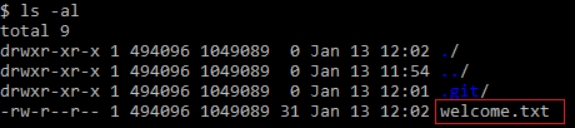 $ ls -al
total 9
drwxr-xr-x 1 494096 1049089  0 Jan 13 12:02 ./
drwxr-xr-x 1 494096 1049089  0 Jan 13 11:54 ../
drwxr-xr-x 1 494096 1049089  0 Jan 13 12:01 .git/
-rw-r--r-- 1 494096 1049089 31 Jan 13 12:02 welcome.txt